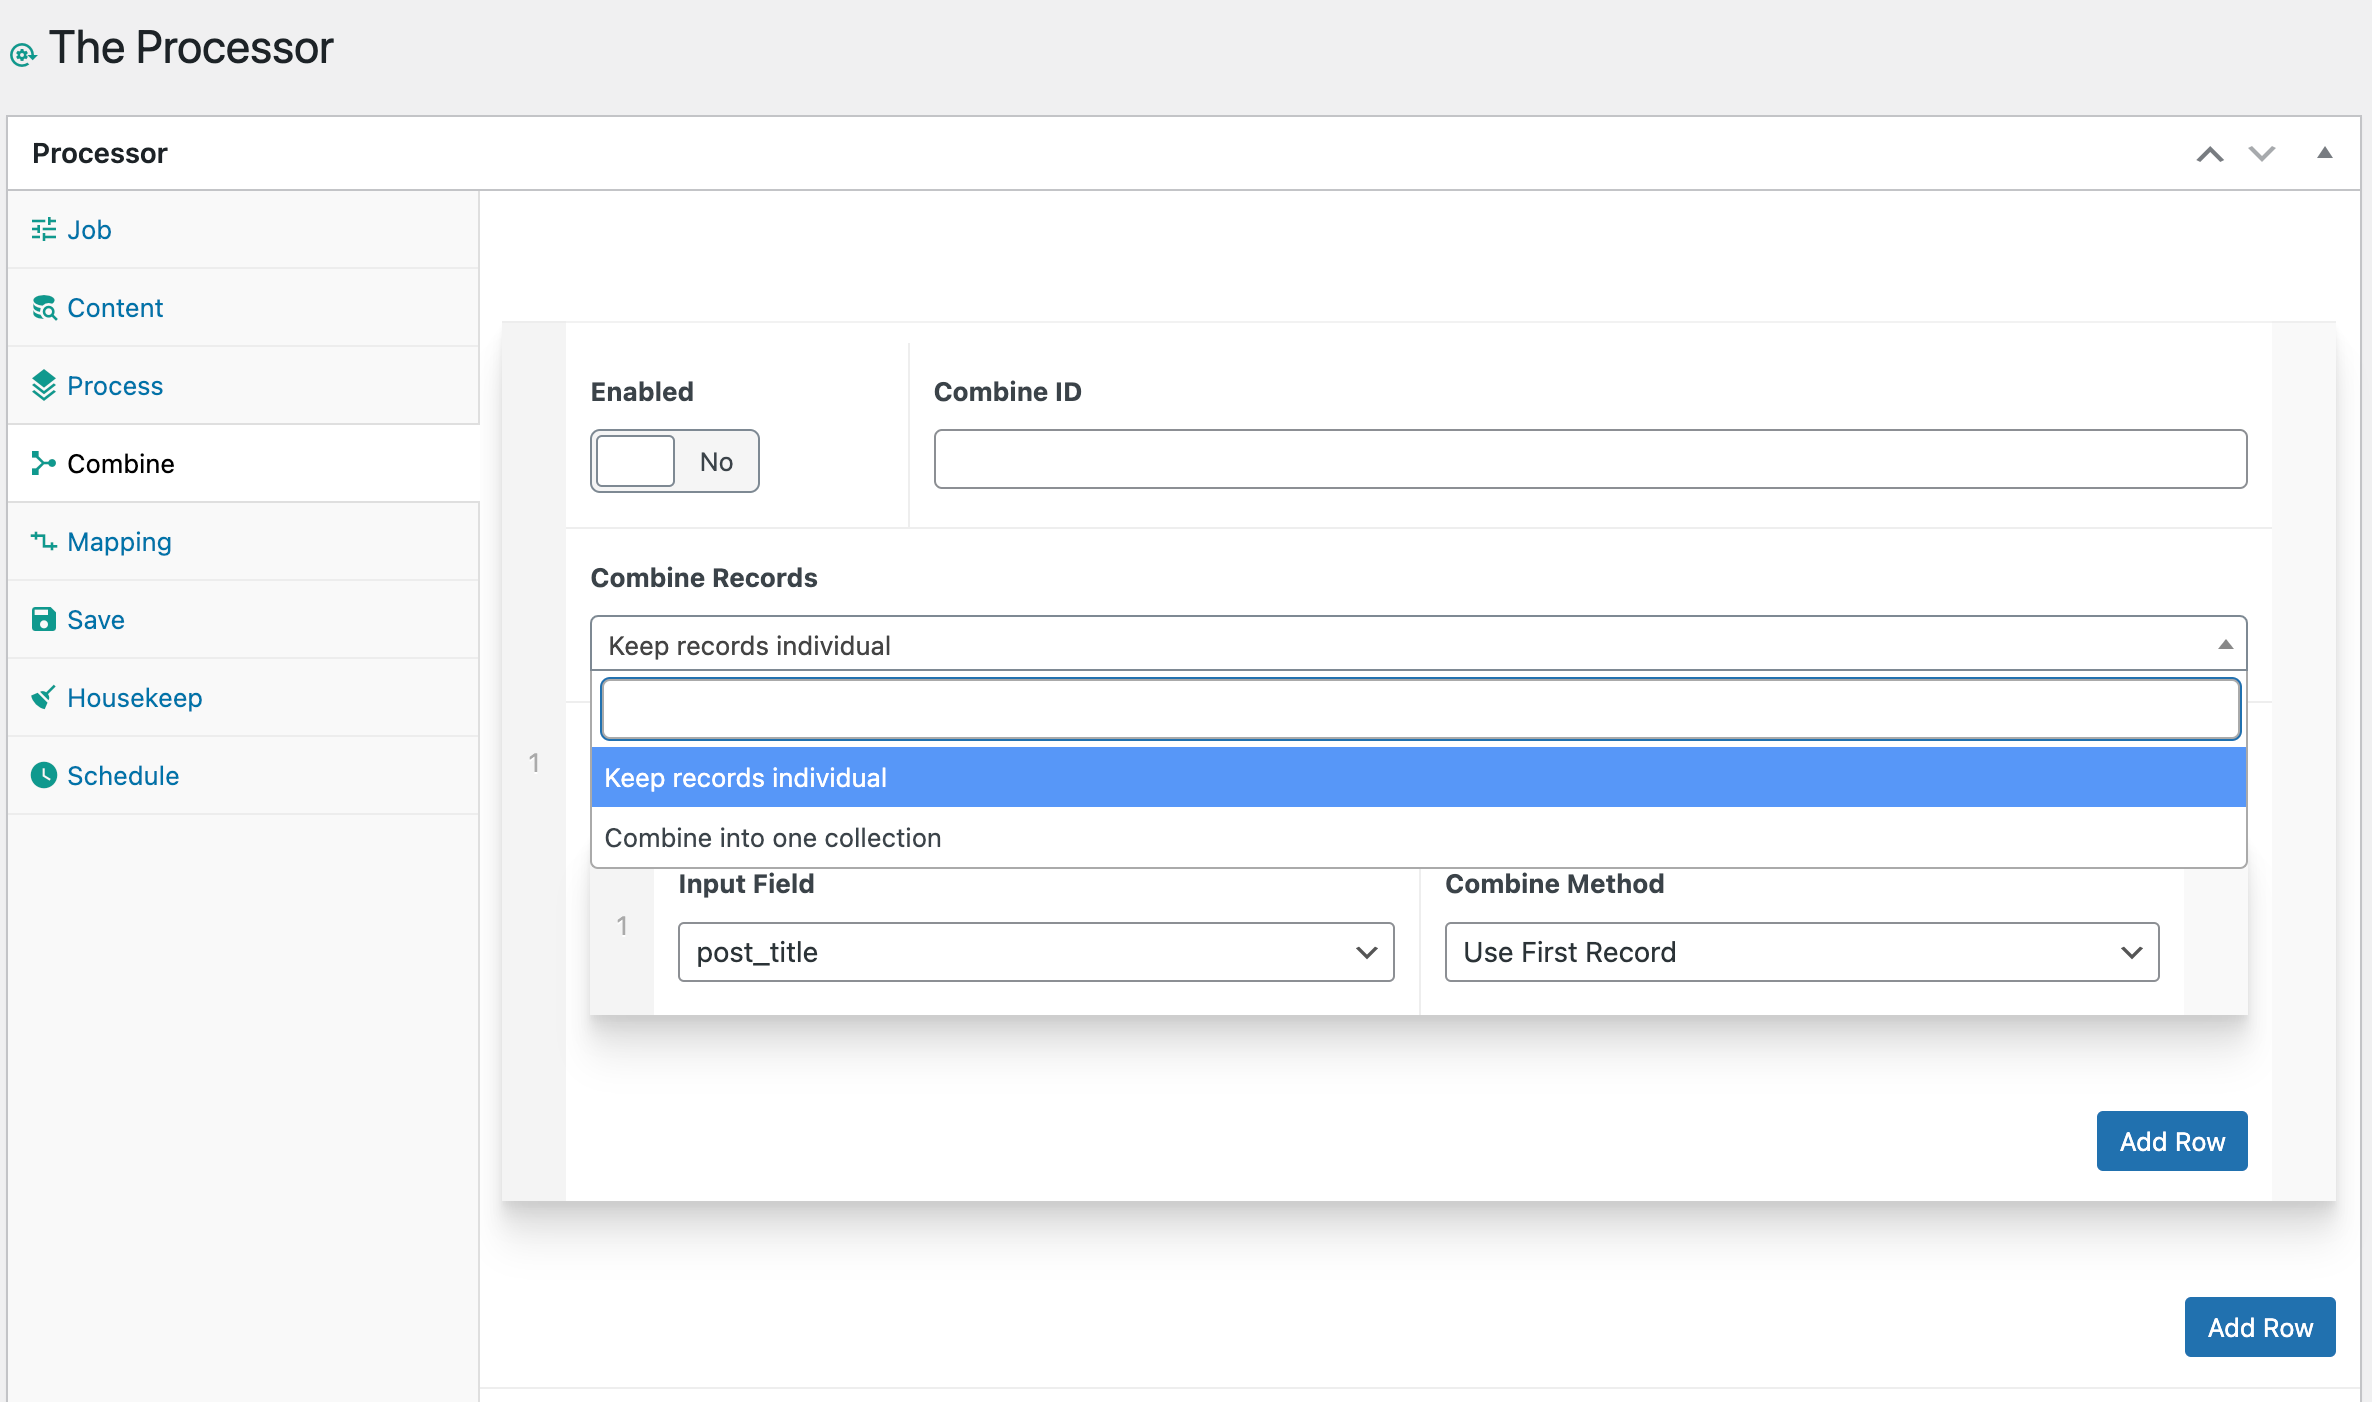 The Processor
Processor
Job
Content
Process
Combine
Mapping
Save
Housekeep
Schedule
Enabled
Combine ID
No
Combine Records
Keep records individual
1
Keep records individual
Combine into one collection
Input Field
Combine Method
1
post_title
Use First Record
Add Row
Add Row